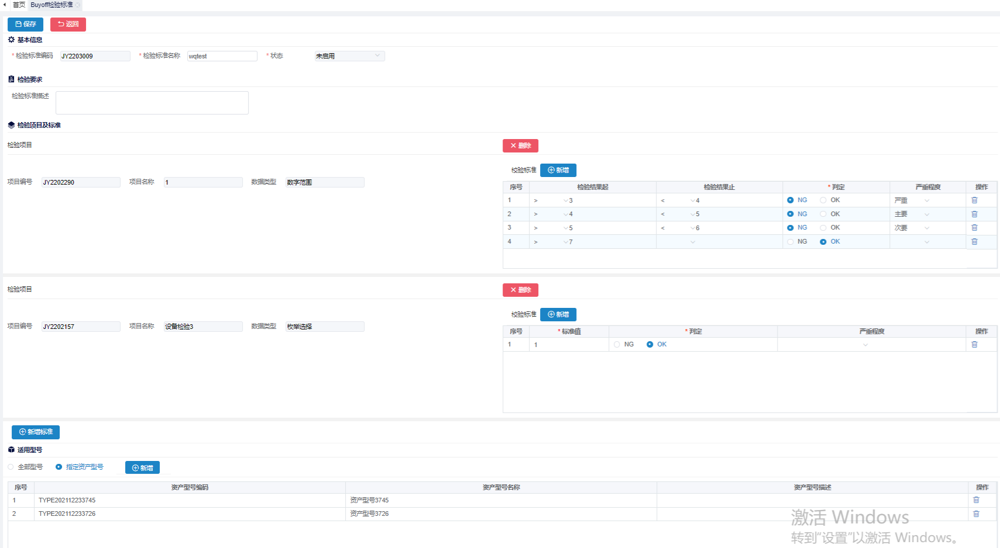 首页 Buyoff检验标准
保存 返回
基本信息
* 检验标准编码 JY2203009 * 检验标准名称 wqtest * 状态 未启用
检验要求
检验标准描述
检验项目及标准
检验项目 删除
校验标准 新增
项目编号 JY2202290 项目名称 1 数据类型 数字范围
序号 检验结果起 检验结果止 * 判定 严重程度 操作
1 > 3 < 4 NG OK 严重
2 > 4 < 5 NG OK 主要
3 > 5 < 6 NG OK 次要
4 > 7 NG OK
检验项目 删除
校验标准 新增
项目编号 JY2202157 项目名称 设备检验3 数据类型 枚举选择
序号 * 标准值 * 判定 严重程度 操作
1 1 NG OK
新增标准
适用型号
全部型号 指定资产型号 新增
序号 资产型号编码 资产型号名称 资产型号描述 操作
1 TYPE202112233745 资产型号3745
2 TYPE202112233726 资产型号3726
激活 Windows
转到“设置”以激活 Windows。